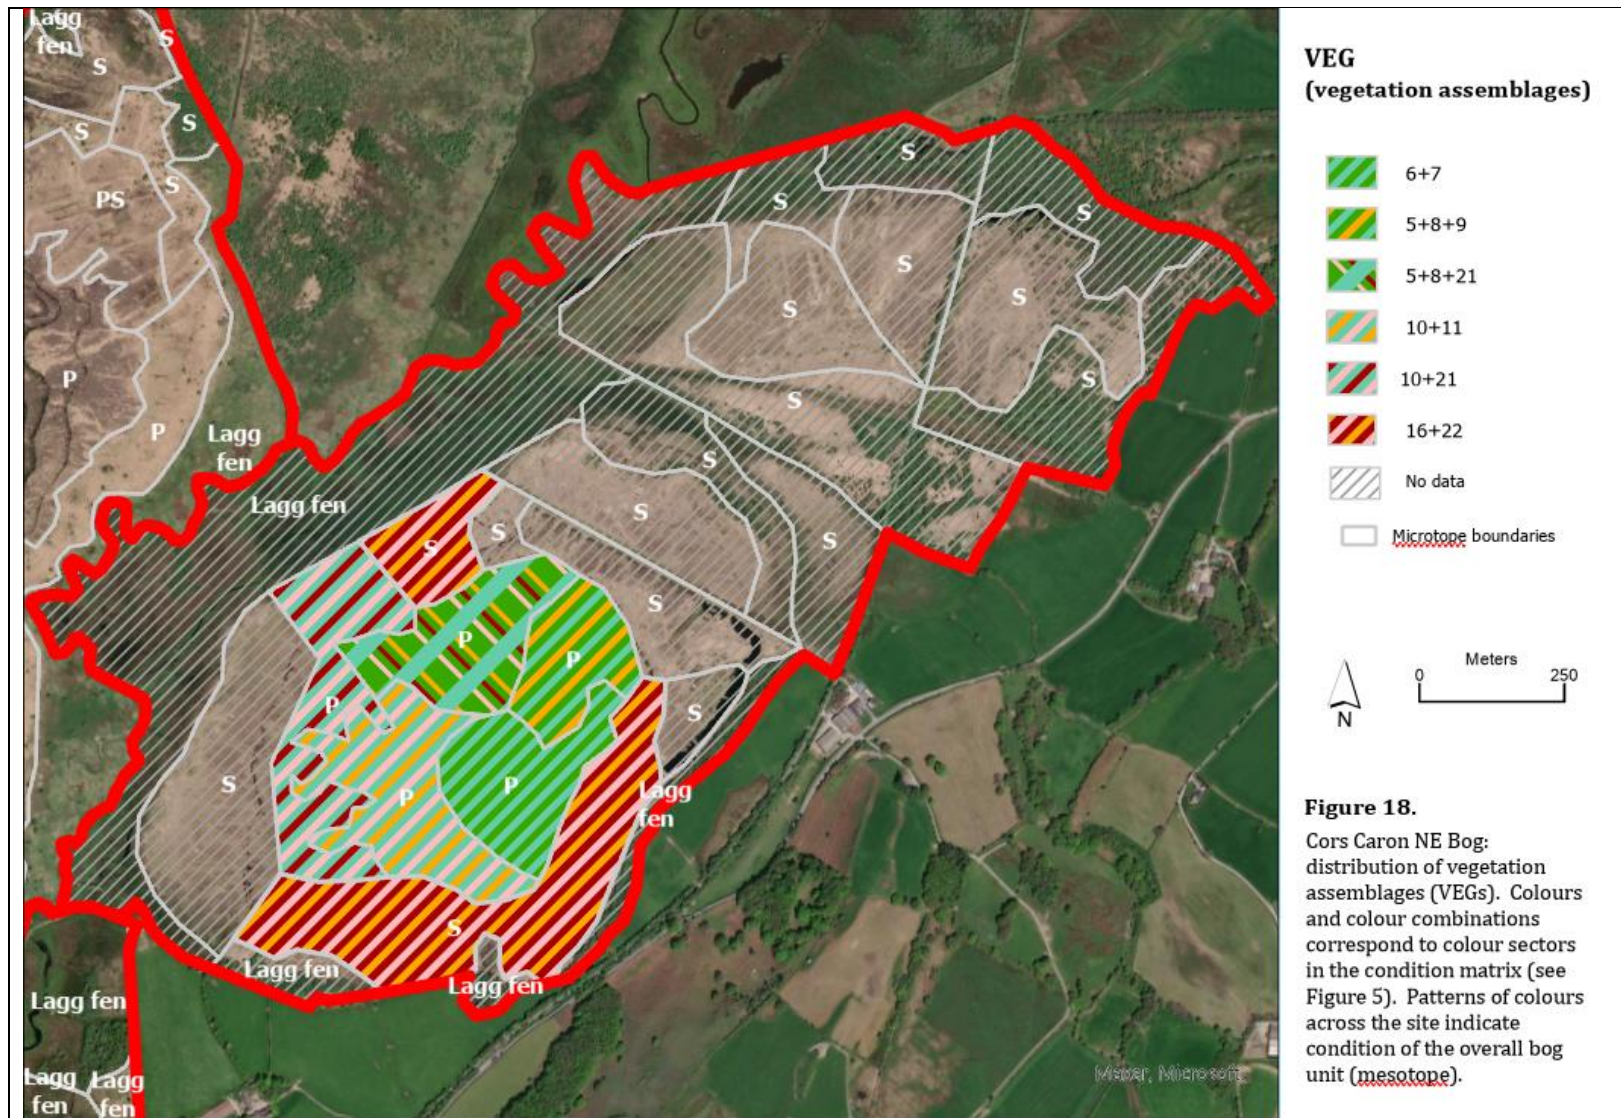 VEG
(vegetation assemblages)
6+7
5+8+9
5+8+21
10+11
10+21
16+22
No data
Microtope boundaries
Meters
0 250
N
Figure 18.
Cors Caron NE Bog:
distribution of vegetation
assemblages (VEGs). Colours
and colour combinations
correspond to colour sectors
in the condition matrix (see
Figure 5). Patterns of colours
across the site indicate
condition of the overall bog
unit (mesotope).
Lagg
fen
S
S
S
S
S
PS
P
P
Lagg
fen
Lagg fen
S
S
S
S
S
S
S
S
S
S
S
S
S
S
P
P
P
P
P
S
S
S
Lagg
fen
Lagg fen
Lagg fen
Lagg fen
Lagg
fen
Lagg
fen
Maxar, Microsoft